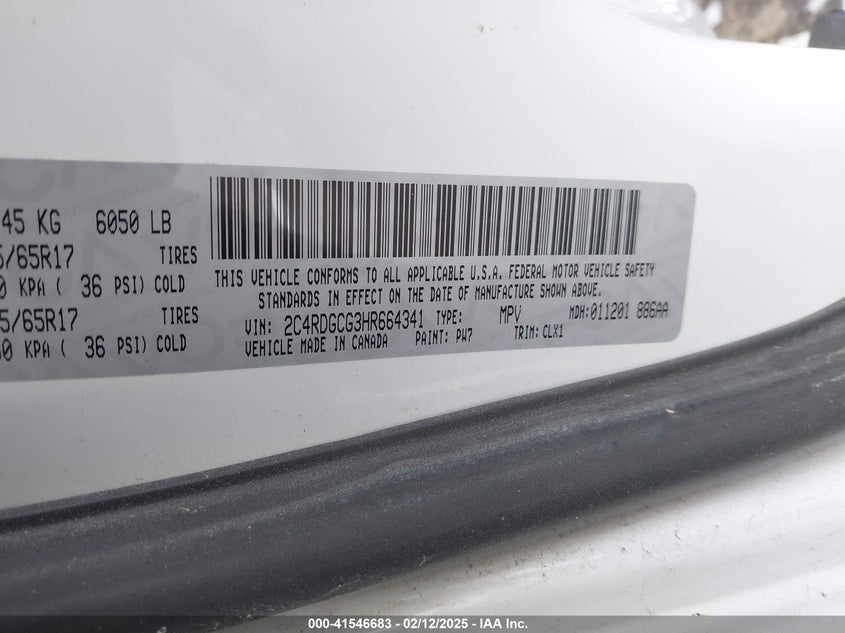 45 KG 6050 LB
/65R17 TIRES
KPA ( 36 PSI) COLD
5/65R17 TIRES
0 KPA ( 36 PSI) COLD
THIS VEHICLE CONFORMS TO ALL APPLICABLE U.S.A. FEDERAL MOTOR VEHICLE SAFETY
STANDARDS IN EFFECT ON THE DATE OF MANUFACTURE SHOWN ABOVE.
VIN: 2C4RDGCG3HR664341 TYPE: MPV MDH:011201 886AA
VEHICLE MADE IN CANADA PAINT: PW7 TRIM: CLX1
000-41546683 - 02/12/2025 - IAA Inc.